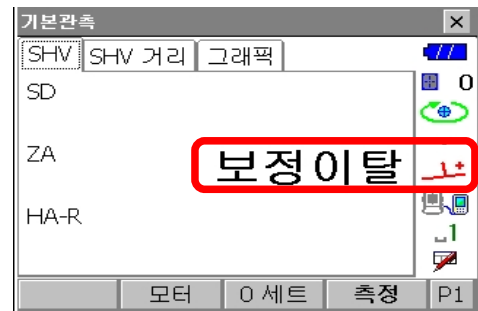 기본관측
SHV SHV 거리 그래픽
SD
0
ZA 보정이탈
HA-R
1
모터 0 세트 측정 P1